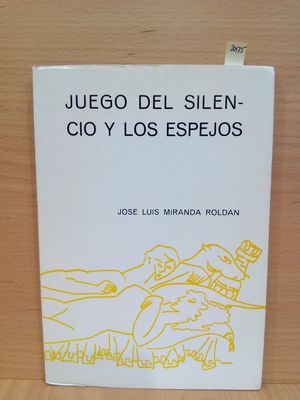 JUEGO DEL SILEN-
CIO Y LOS ESPEJOS
JOSE LUIS MIRANDA ROLDAN